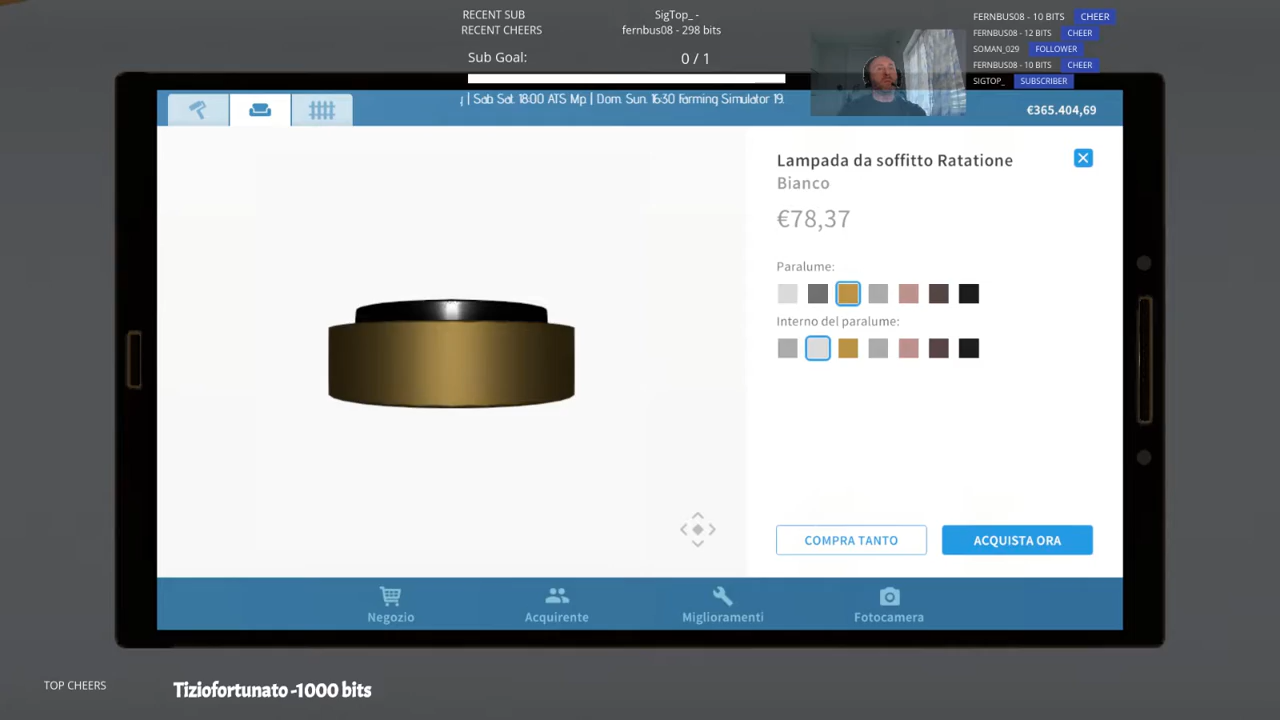 RECENT SUB
SigTop_ -
RECENT CHEERS
fernbus08 - 298 bits
Sub Goal:
0 / 1
FERNBUS08 - 10 BITS CHEER
FERNBUS08 - 12 BITS CHEER
SOMAN_029 FOLLOWER
FERNBUS08 - 10 BITS CHEER
SIGTOP_ SUBSCRIBER
| Sab. Sat. 18:00 ATS Mp | Dom. Sun. 16:30 Farming Simulator 19.
€365.404,69
Lampada da soffitto Ratatione
Bianco
€78,37
Paralume:
Interno del paralume:
COMPRA TANTO
ACQUISTA ORA
Negozio
Acquirente
Miglioramenti
Fotocamera
TOP CHEERS
Tiziofortunato -1000 bits